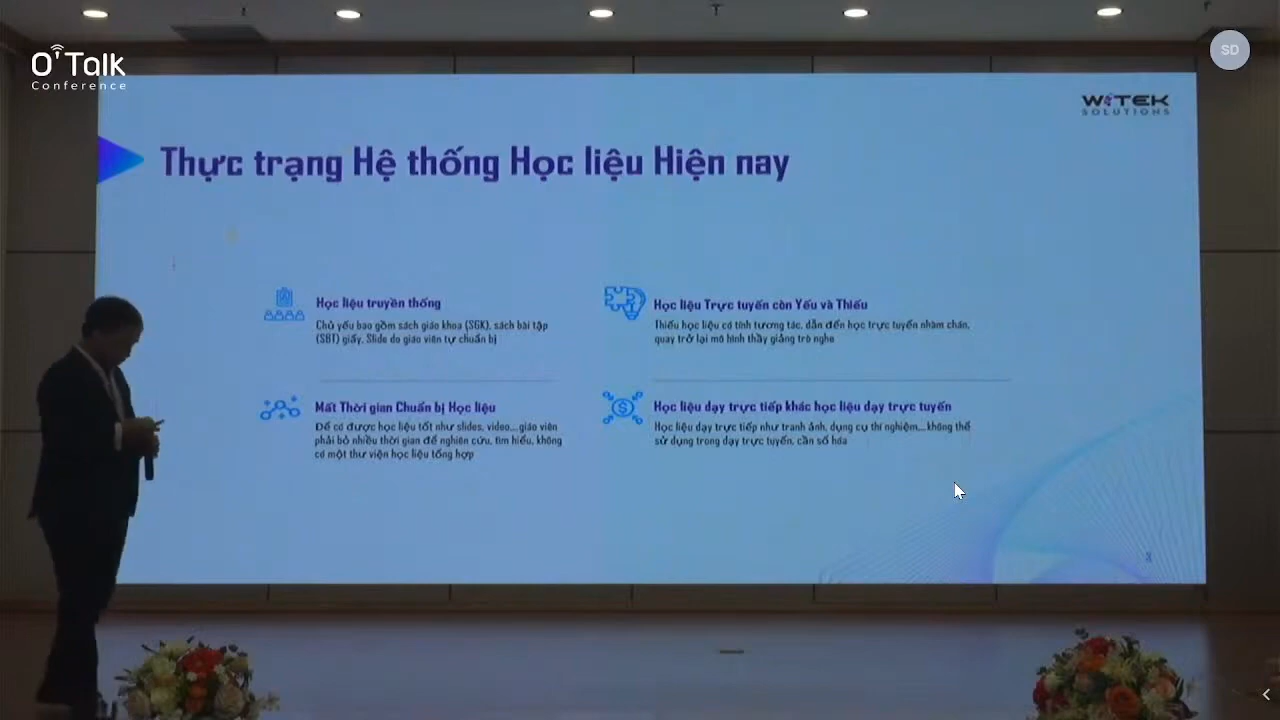 O'Talk
Conference
SD
WITEK
SOLUTIONS
Thực trạng Hệ thống Học liệu Hiện nay
Học liệu truyền thống
Chủ yếu bao gồm sách giáo khoa (SGK), sách bài tập
(SBT) giấy, Slide do giáo viên tự chuẩn bị
Học liệu Trực tuyến còn Yếu và Thiếu
Thiếu học liệu có tính tương tác, dẫn đến học trực tuyến nhàm chán,
quay trở lại mô hình thầy giảng trò nghe
Mất Thời gian Chuẩn bị Học liệu
Để có được học liệu tốt như slides, video...giáo viên
phải bỏ nhiều thời gian để nghiên cứu, tìm hiểu, không
có một thư viện học liệu tổng hợp
Học liệu dạy trực tiếp khác học liệu dạy trực tuyến
Học liệu dạy trực tiếp như tranh ảnh, dụng cụ thí nghiệm...không thể
sử dụng trong dạy trực tuyến, cần số hóa
3